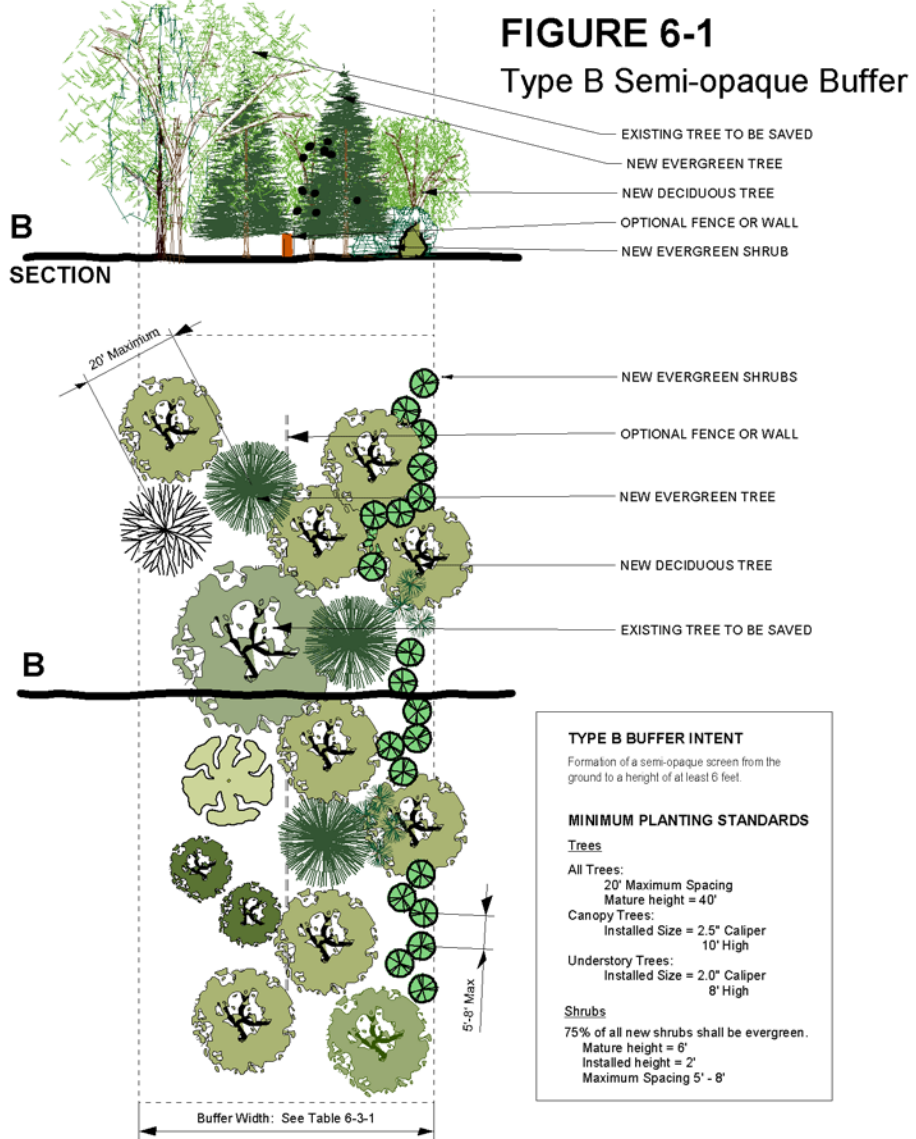 FIGURE 6-1
Type B Semi-opaque Buffer
EXISTING TREE TO BE SAVED
NEW EVERGREEN TREE
NEW DECIDUOUS TREE
OPTIONAL FENCE OR WALL
NEW EVERGREEN SHRUB
B
SECTION
20' Maximum
NEW EVERGREEN SHRUBS
OPTIONAL FENCE OR WALL
NEW EVERGREEN TREE
NEW DECIDUOUS TREE
EXISTING TREE TO BE SAVED
B
TYPE B BUFFER INTENT
Formation of a semi-opaque screen from the
ground to a heright of at least 6 feet.
MINIMUM PLANTING STANDARDS
Trees
All Trees:
20' Maximum Spacing
Mature height = 40'
Canopy Trees:
Installed Size = 2.5" Caliper
10' High
Understory Trees:
Installed Size = 2.0" Caliper
8' High
Shrubs
75% of all new shrubs shall be evergreen.
Mature height = 6'
Installed height = 2'
Maximum Spacing 5' - 8'
5'-8' Max
Buffer Width: See Table 6-3-1